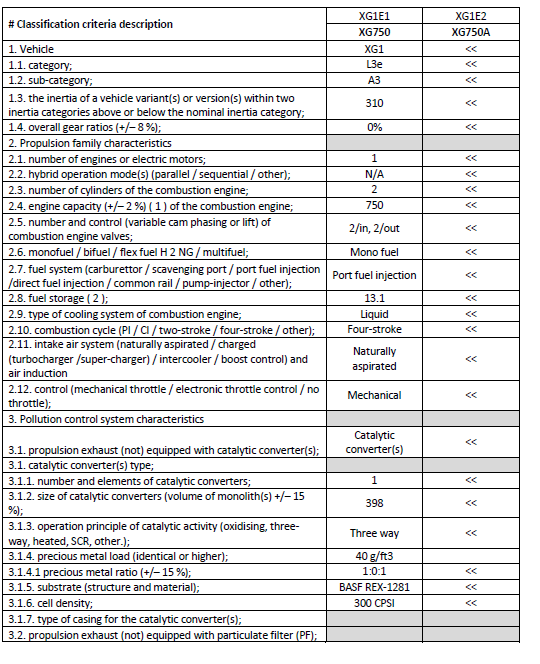 # Classification criteria description XG1E1 XG1E2
XG750 XG750A
1. Vehicle XG1 <<
1.1. category; L3e <<
1.2. sub-category; A3 <<
1.3. the inertia of a vehicle variant(s) or version(s) within two
inertia categories above or below the nominal inertia category; 310 <<
1.4. overall gear ratios (+/– 8 %); 0% <<
2. Propulsion family characteristics
2.1. number of engines or electric motors; 1 <<
2.2. hybrid operation mode(s) (parallel / sequential / other); N/A <<
2.3. number of cylinders of the combustion engine; 2 <<
2.4. engine capacity (+/– 2 %) ( 1 ) of the combustion engine; 750 <<
2.5. number and control (variable cam phasing or lift) of
combustion engine valves; 2/in, 2/out <<
2.6. monofuel / bifuel / flex fuel H 2 NG / multifuel; Mono fuel <<
2.7. fuel system (carburettor / scavenging port / port fuel injection
/direct fuel injection / common rail / pump-injector / other); Port fuel injection <<
2.8. fuel storage ( 2 ); 13.1 <<
2.9. type of cooling system of combustion engine; Liquid <<
2.10. combustion cycle (PI / CI / two-stroke / four-stroke / other); Four-stroke <<
2.11. intake air system (naturally aspirated / charged
(turbocharger /super-charger) / intercooler / boost control) and
air induction Naturally
aspirated <<
2.12. control (mechanical throttle / electronic throttle control / no
throttle); Mechanical <<
3. Pollution control system characteristics
3.1. propulsion exhaust (not) equipped with catalytic converter(s); Catalytic
converter(s) <<
3.1. catalytic converter(s) type;
3.1.1. number and elements of catalytic converters; 1 <<
3.1.2. size of catalytic converters (volume of monolith(s) +/– 15
%); 398 <<
3.1.3. operation principle of catalytic activity (oxidising, three-
way, heated, SCR, other.); Three way <<
3.1.4. precious metal load (identical or higher); 40 g/ft3
3.1.4.1 precious metal ratio (+/– 15 %); 1:0:1 <<
3.1.5. substrate (structure and material); BASF REX-1281 <<
3.1.6. cell density; 300 CPSI <<
3.1.7. type of casing for the catalytic converter(s);
3.2. propulsion exhaust (not) equipped with particulate filter (PF);